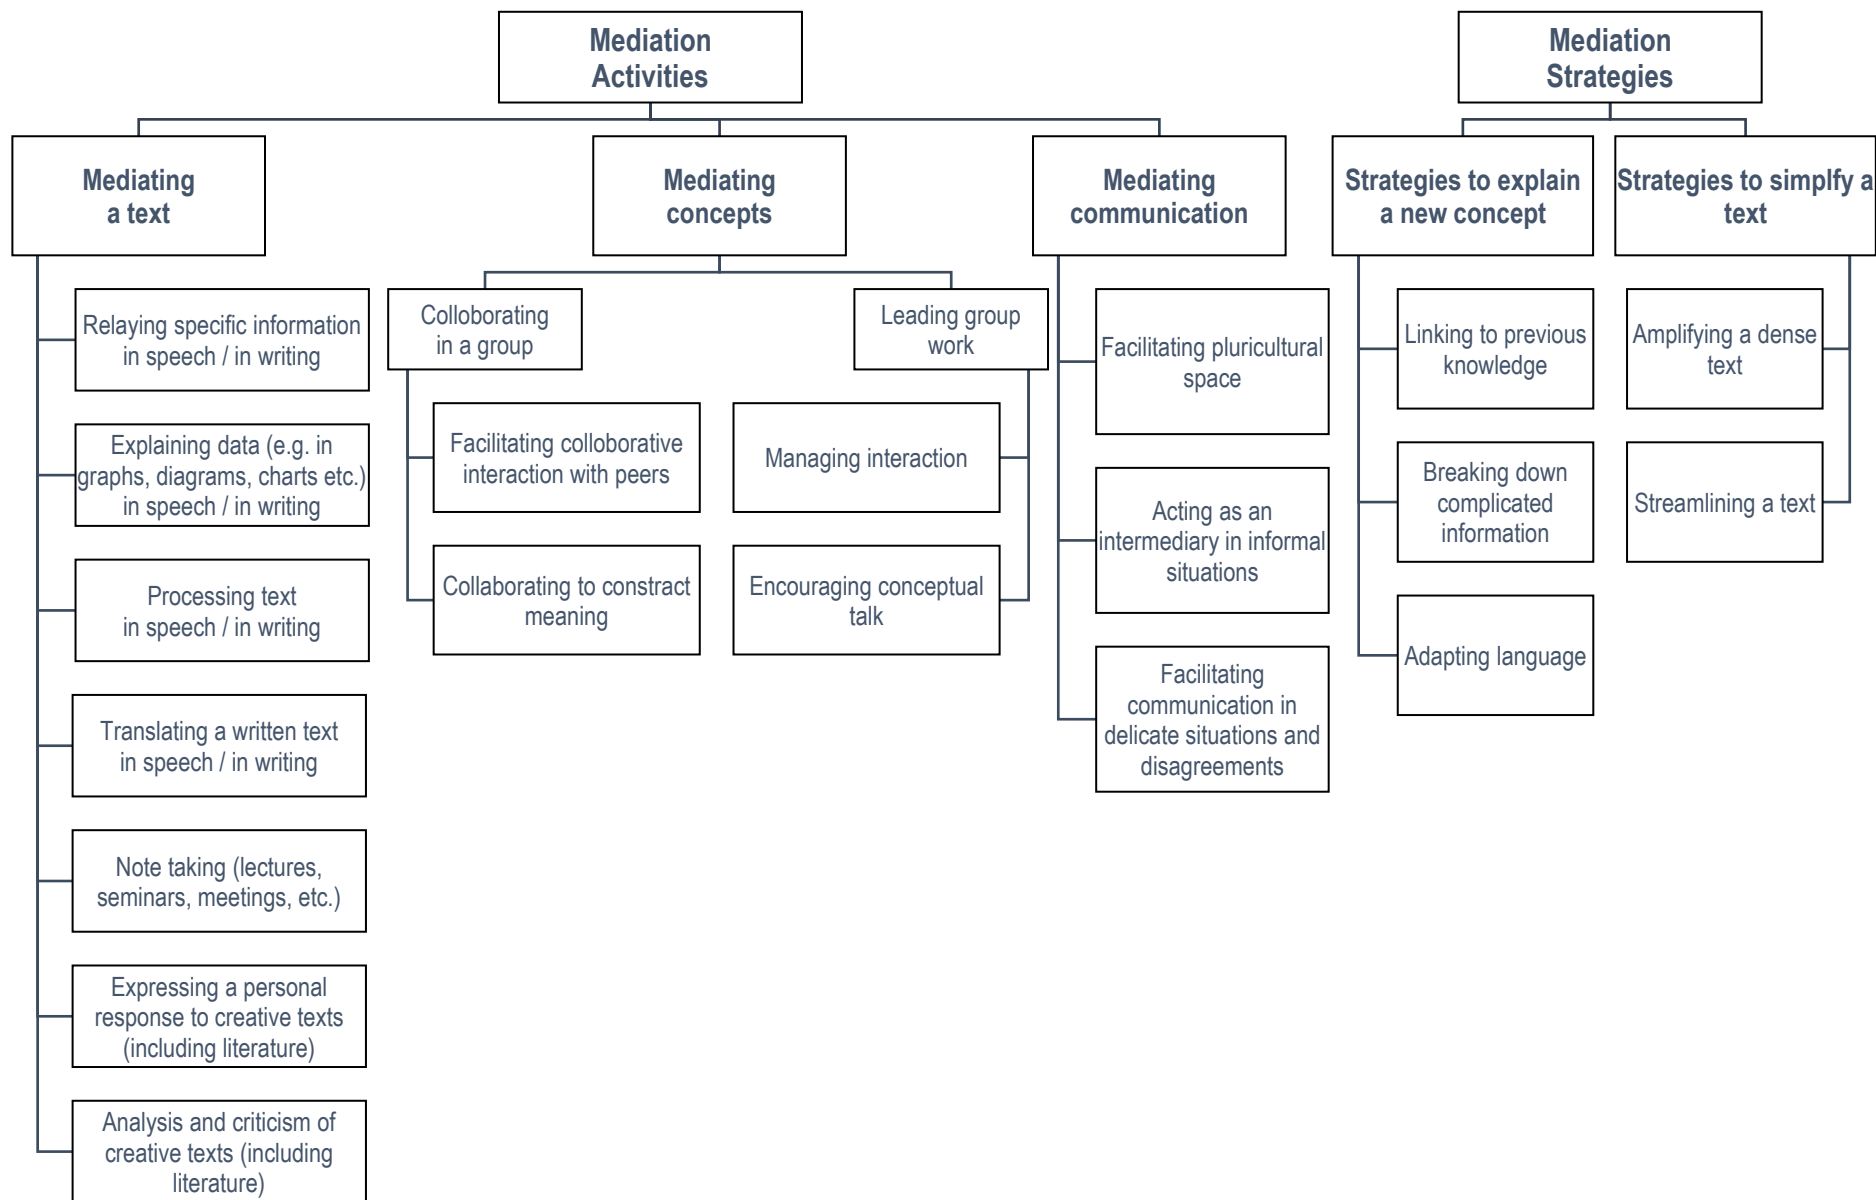 Mediation
Activities
Mediating
a text
Relaying specific information
in speech / in writing
Explaining data (e.g. in
graphs, diagrams, charts etc.)
in speech / in writing
Processing text
in speech / in writing
Translating a written text
in speech / in writing
Note taking (lectures,
seminars, meetings, etc.)
Expressing a personal
response to creative texts
(including literature)
Analysis and criticism of
creative texts (including
literature)
Mediating
concepts
Colloborating
in a group
Facilitating colloborative
interaction with peers
Collaborating to constract
meaning
Leading group
work
Managing interaction
Encouraging conceptual
talk
Mediating
communication
Facilitating pluricultural
space
Acting as an
intermediary in informal
situations
Facilitating
communication in
delicate situations and
disagreements
Mediation
Strategies
Strategies to explain
a new concept
Linking to previous
knowledge
Breaking down
complicated
information
Adapting language
Strategies to simplfy a
text
Amplifying a dense
text
Streamlining a text